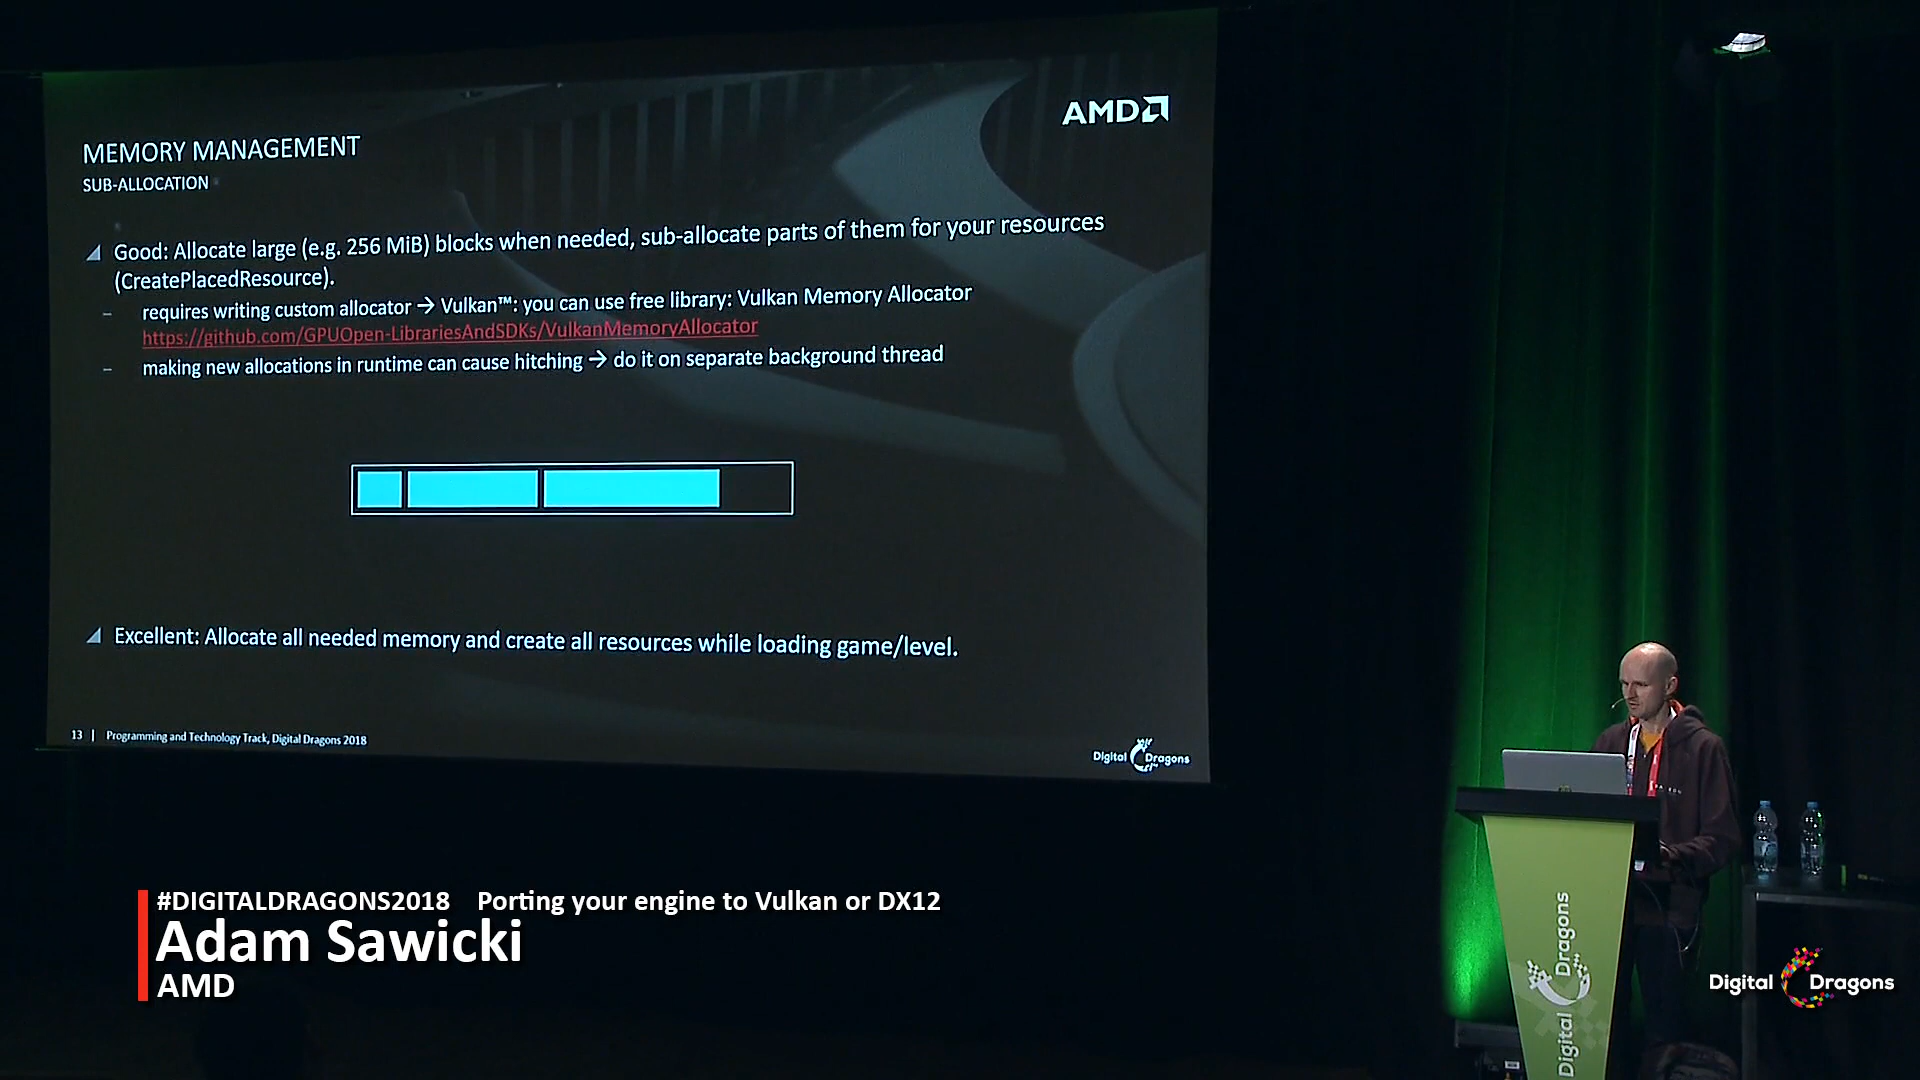 AMD
MEMORY MANAGEMENT
SUB-ALLOCATION
Good: Allocate large (e.g. 256 MiB) blocks when needed, sub-allocate parts of them for your resources
(CreatePlacedResource).
– requires writing custom allocator → Vulkan™: you can use free library: Vulkan Memory Allocator
https://github.com/GPUOpen-LibrariesAndSDKs/VulkanMemoryAllocator
– making new allocations in runtime can cause hitching → do it on separate background thread
Excellent: Allocate all needed memory and create all resources while loading game/level.
13 | Programming and Technology Track, Digital Dragons 2018
Digital Dragons
#DIGITALDRAGONS2018 Porting your engine to Vulkan or DX12
Adam Sawicki
AMD
Digital Dragons
Digital Dragons